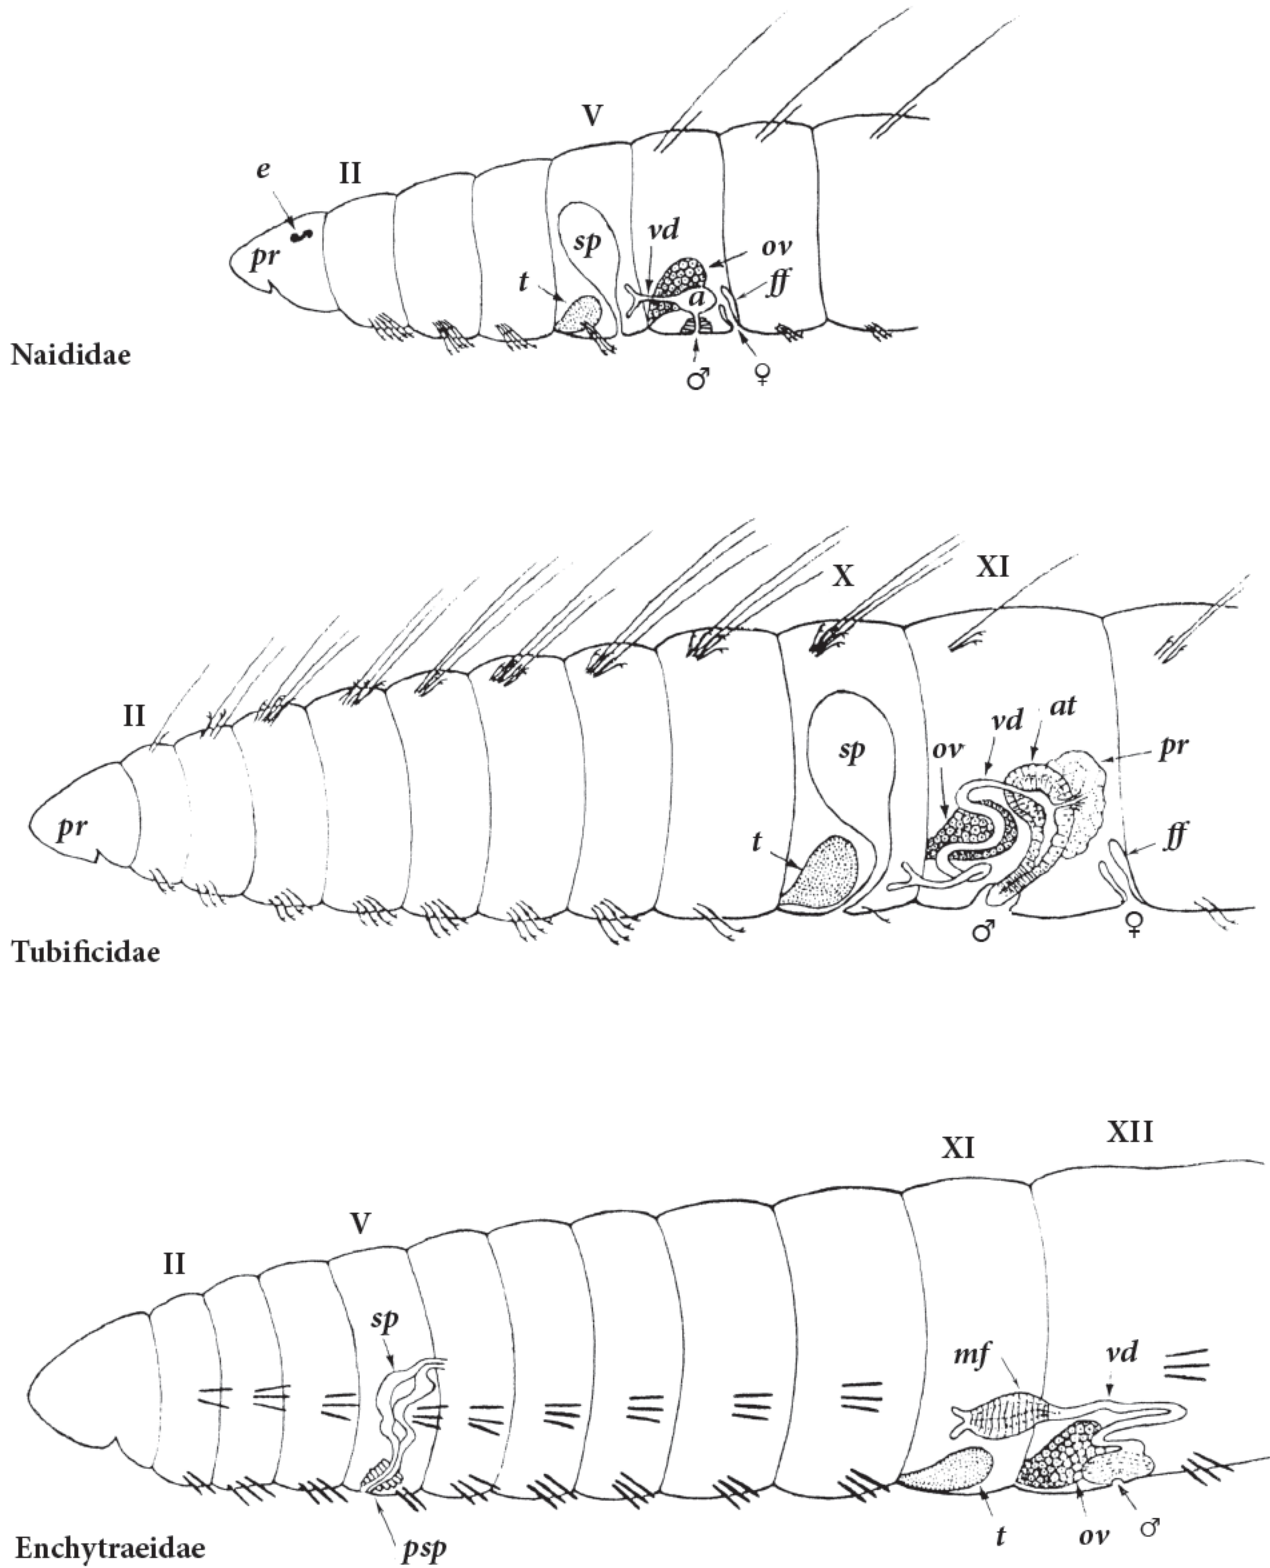 V
e
II
pr
sp
vd
ov
t
a
ff
Naididae
♂
♀
X
XI
II
vd
at
ov
pr
sp
pr
t
ff
♂
♀
Tubificidae
XI
XII
V
II
sp
mf
vd
t
ov
♂
psp
Enchytraeidae